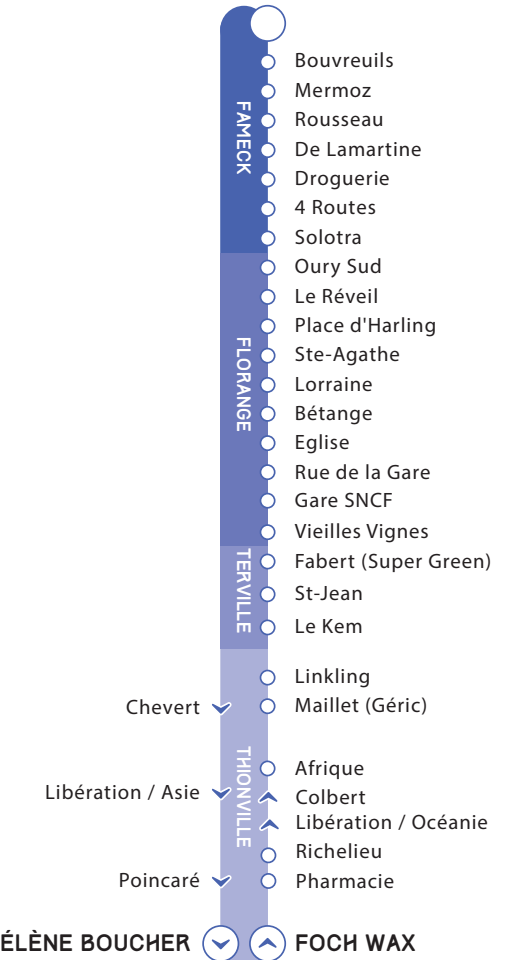 FAMECK
Bouvreuils
Mermoz
Rousseau
De Lamartine
Droguerie
4 Routes
Solotra
FLORANGE
Oury Sud
Le Réveil
Place d'Harling
Ste-Agathe
Lorraine
Bétange
Eglise
Rue de la Gare
Gare SNCF
Vieilles Vignes
TERVILLE
Fabert (Super Green)
St-Jean
Le Kem
THIONVILLE
Linkling
Chevert
Maillet (Géric)
Afrique
Libération / Asie
Colbert
Libération / Océanie
Richelieu
Poincaré
Pharmacie
ÉLÈNE BOUCHER
FOCH WAX